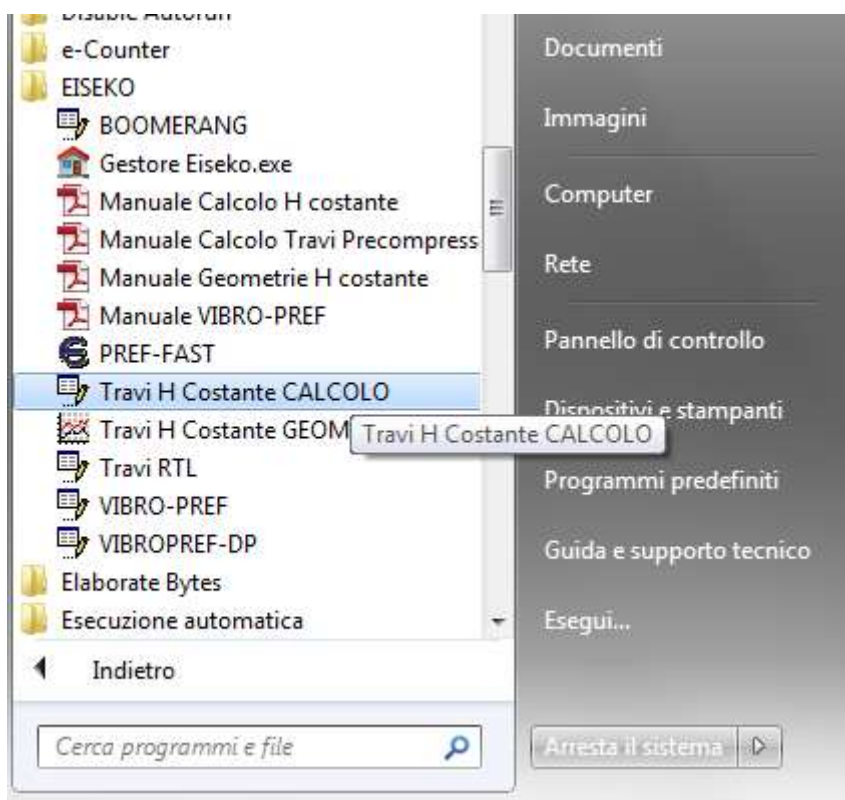 Disable Autorun
e-Counter
EISEKO
BOOMERANG
Gestore Eiseko.exe
Manuale Calcolo H costante
Manuale Calcolo Travi Precompress
Manuale Geometrie H costante
Manuale VIBRO-PREF
PREF-FAST
Travi H Costante CALCOLO
Travi H Costante GEOM
Travi H Costante CALCOLO
Travi RTL
VIBRO-PREF
VIBROPREF-DP
Elaborate Bytes
Esecuzione automatica
Indietro
Cerca programmi e file
Documenti
Immagini
Computer
Rete
Pannello di controllo
Dispositivi e stampanti
Programmi predefiniti
Guida e supporto tecnico
Esegui...
Arresta il sistema